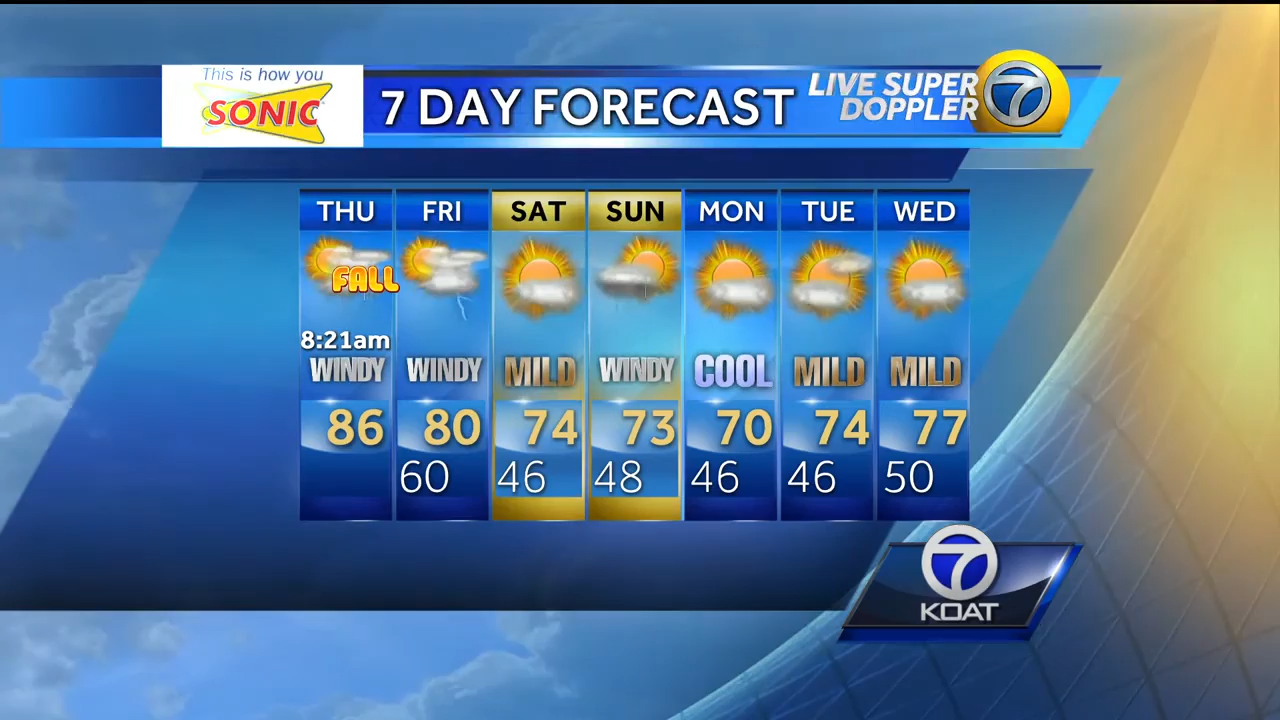 This is how you
SONIC
7 DAY FORECAST
LIVE SUPER
DOPPLER
7
THU FRI SAT SUN MON TUE WED
FALL
8:21am
WINDY WINDY MILD WINDY COOL MILD MILD
86 80 74 73 70 74 77
60 46 48 46 46 50
7
KOAT